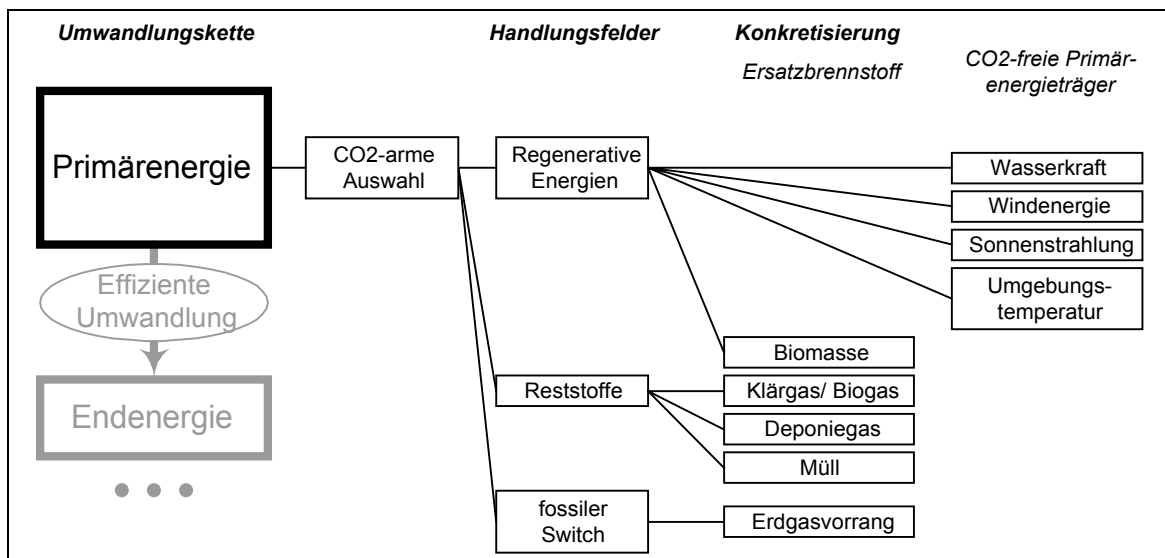 Umwandlungskette
Handlungsfelder
Konkretisierung
Ersatzbrennstoff
CO2-freie Primär-
energieträger
Primärenergie
CO2-arme
Auswahl
Regenerative
Energien
Wasserkraft
Windenergie
Sonnenstrahlung
Umgebungs-
temperatur
Effiziente
Umwandlung
Biomasse
Endenergie
Reststoffe
Klärgas/ Biogas
Deponiegas
Müll
fossiler
Switch
Erdgasvorrang